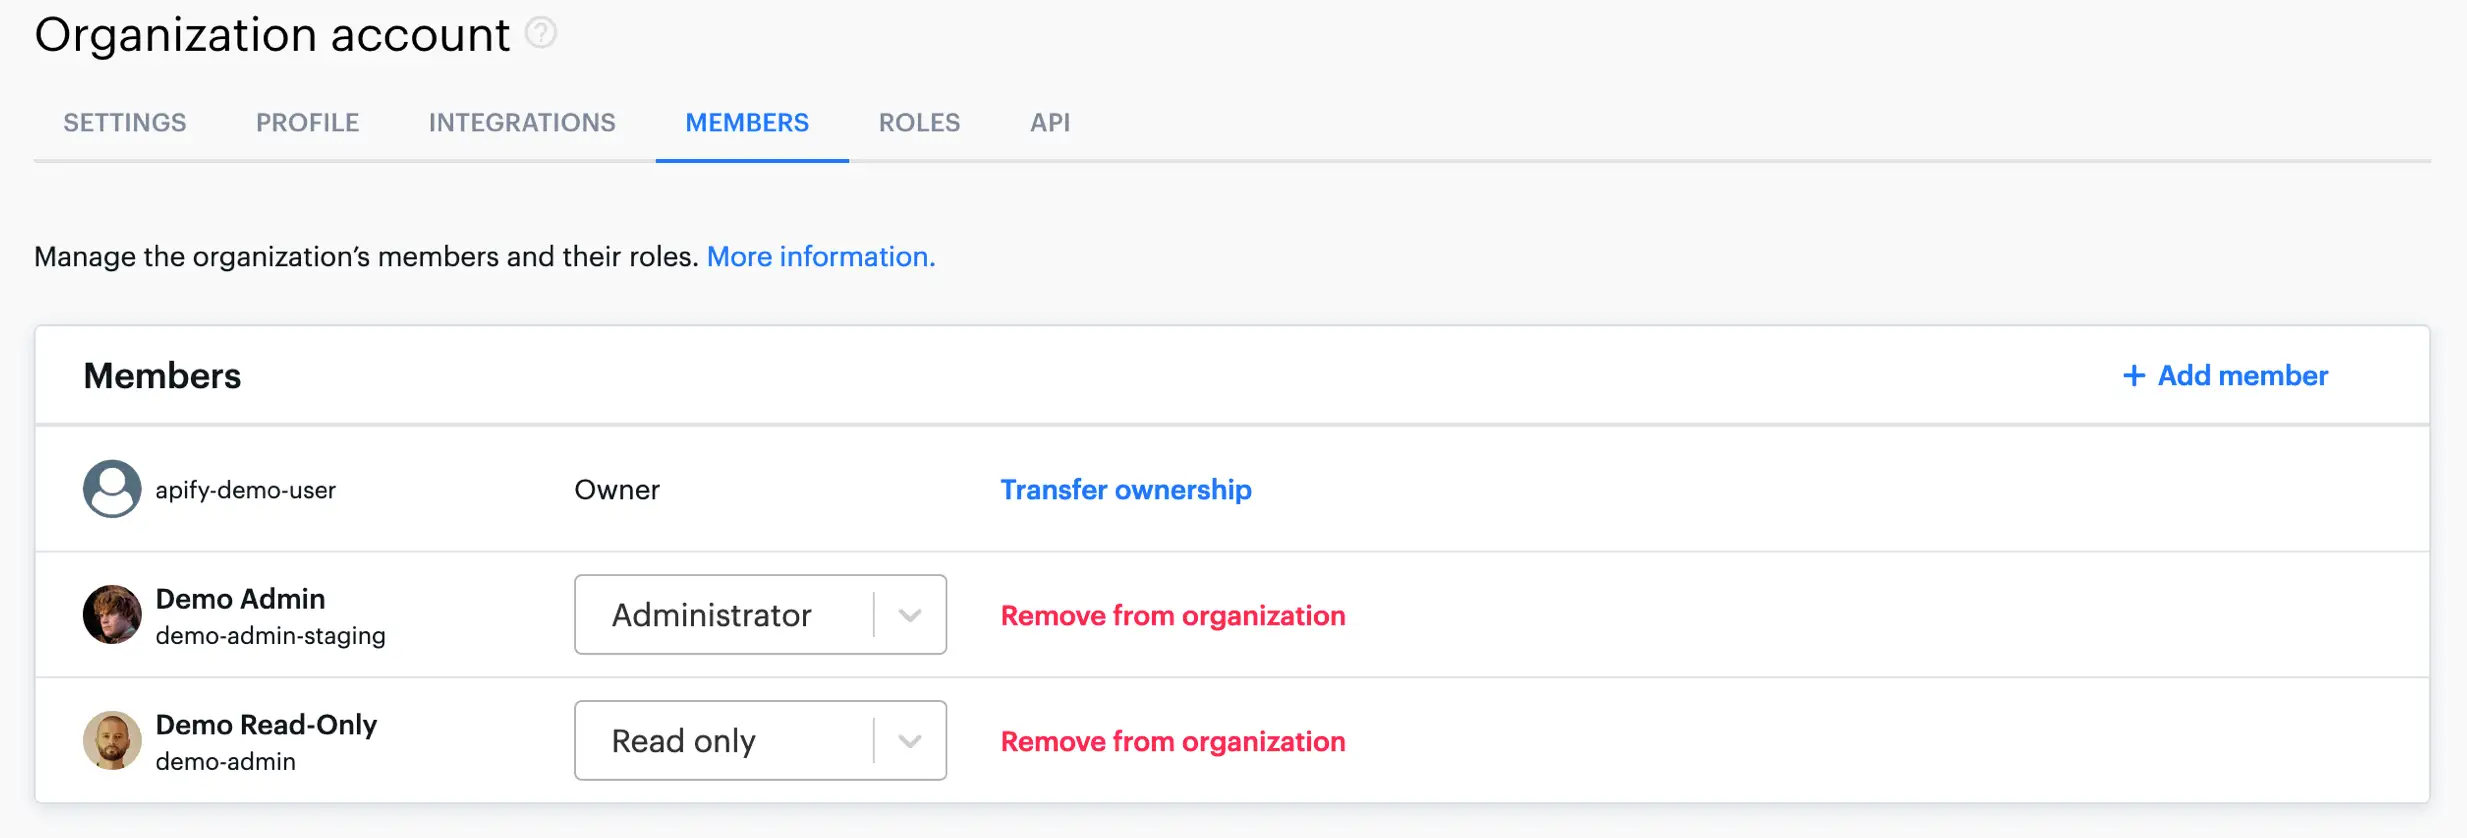 Organization account ?
SETTINGS PROFILE INTEGRATIONS MEMBERS ROLES API
Manage the organization’s members and their roles. More information.
Members + Add member
apify-demo-user Owner Transfer ownership
Demo Admin
demo-admin-staging Administrator Remove from organization
Demo Read-Only
demo-admin Read only Remove from organization